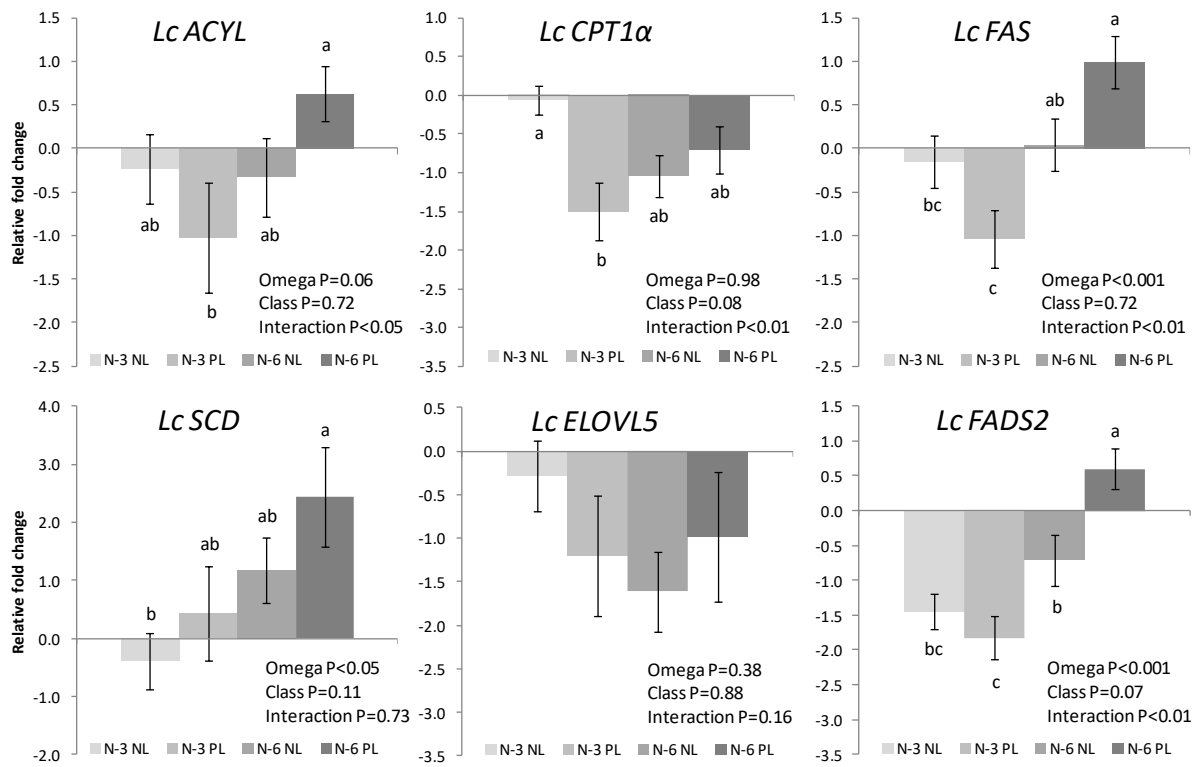 Lc ACYL
Relative fold change
1.5
1.0
0.5
0.0
-0.5
-1.0
-1.5
-2.0
-2.5
ab
b
ab
a
Omega P=0.06
Class P=0.72
Interaction P<0.05
N-3 NL N-3 PL N-6 NL N-6 PL
Lc CPT1α
0.5
0.0
-0.5
-1.0
-1.5
-2.0
-2.5
-3.0
-3.5
a
b
ab
ab
Omega P=0.98
Class P=0.08
Interaction P<0.01
N-3 NL N-3 PL N-6 NL N-6 PL
Lc FAS
1.5
1.0
0.5
0.0
-0.5
-1.0
-1.5
-2.0
-2.5
bc
c
ab
a
Omega P<0.001
Class P=0.72
Interaction P<0.01
N-3 NL N-3 PL N-6 NL N-6 PL
Lc SCD
Relative fold change
4.0
3.0
2.0
1.0
0.0
-1.0
-2.0
b
ab
ab
a
Omega P<0.05
Class P=0.11
Interaction P=0.73
N-3 NL N-3 PL N-6 NL N-6 PL
Lc ELOVL5
0.5
0.0
-0.5
-1.0
-1.5
-2.0
-2.5
-3.0
-3.5
Omega P=0.38
Class P=0.88
Interaction P=0.16
N-3 NL N-3 PL N-6 NL N-6 PL
Lc FADS2
1.5
1.0
0.5
0.0
-0.5
-1.0
-1.5
-2.0
-2.5
-3.0
-3.5
bc
c
b
a
Omega P<0.001
Class P=0.07
Interaction P<0.01
N-3 NL N-3 PL N-6 NL N-6 PL